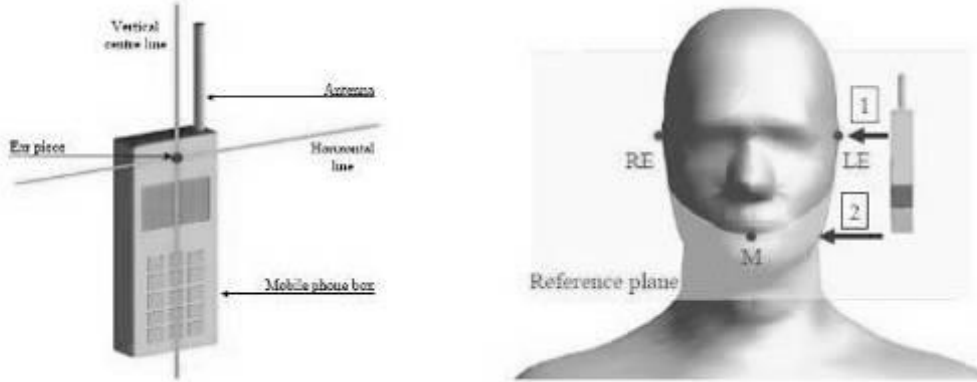 Vertical
centre line
Antenna
Ear piece
Horizontal
line
Mobile phone box
1
RE
LE
2
M
Reference plane